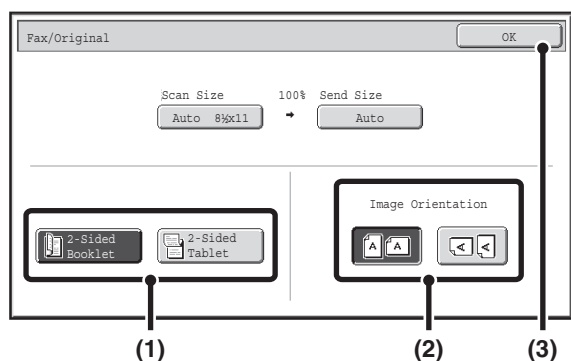 Fax/Original
OK
Scan Size 100% Send Size
Auto 8½x11 → Auto
Image Orientation
2-Sided Booklet
2-Sided Tablet
A A A A
(1) (2) (3)